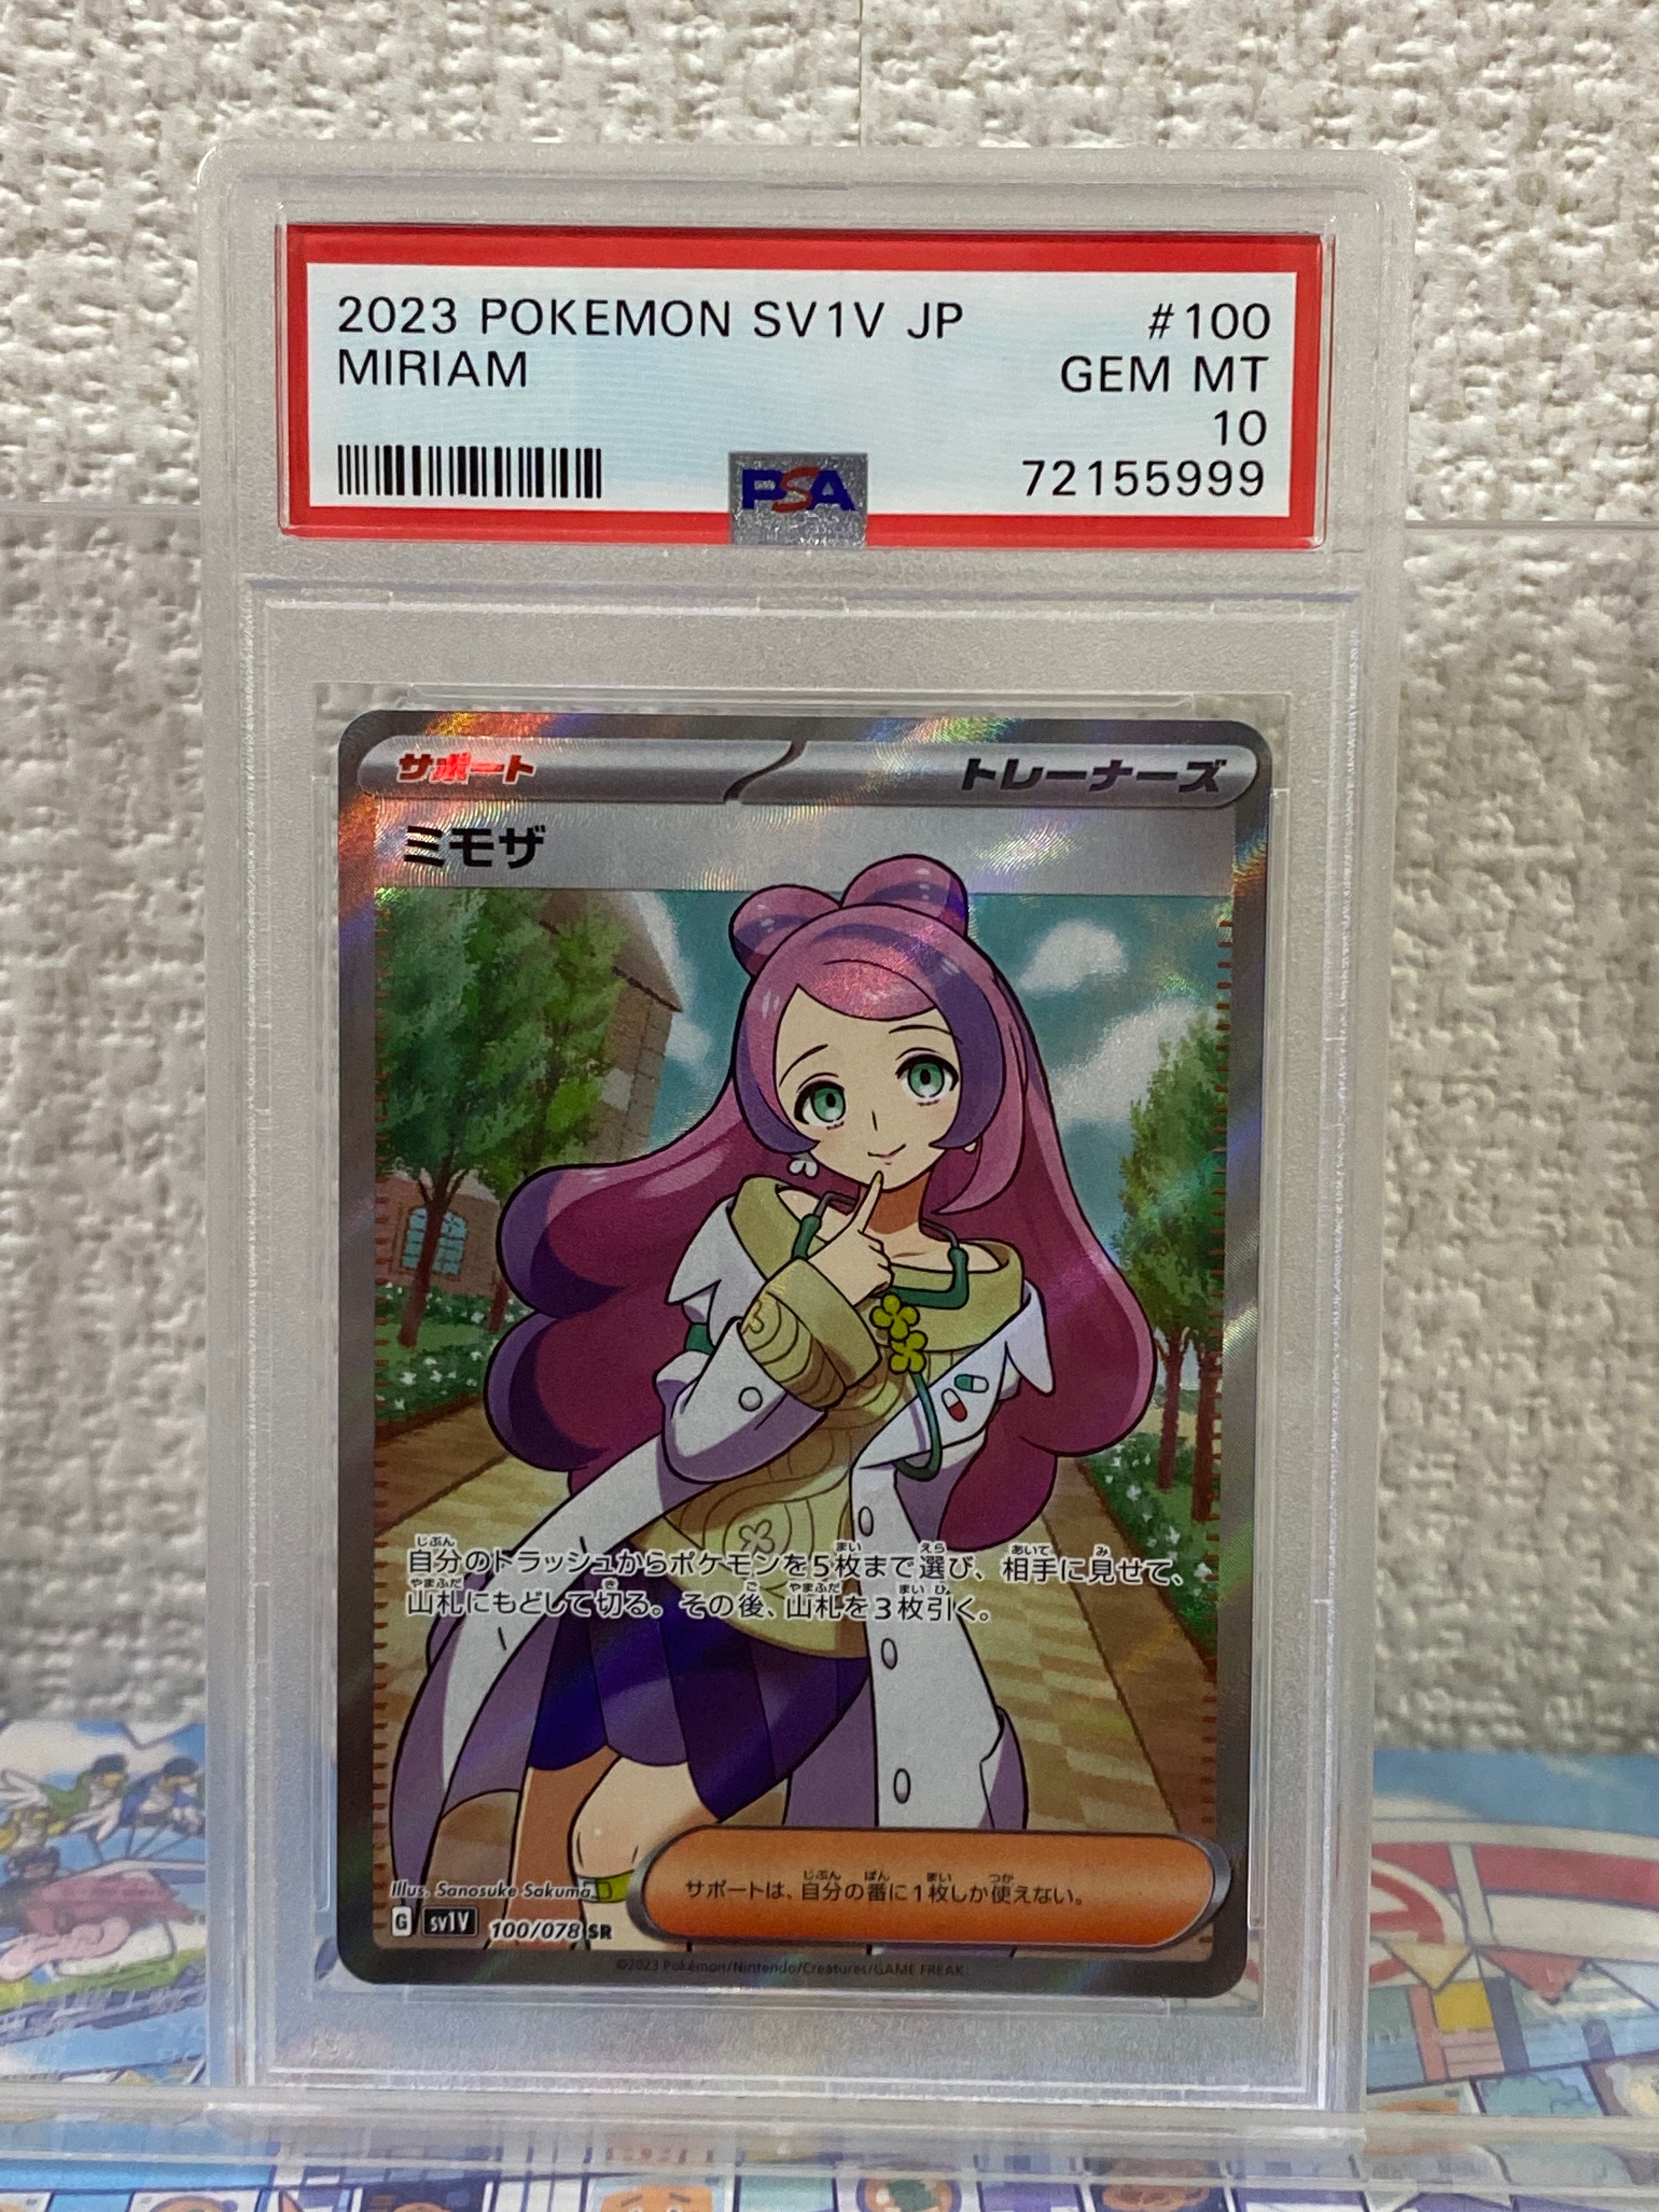 2023 POKEMON SV1V JP #100
MIRIAM GEM MT
10
PSA 72155999
サポート トレーナーズ
ミモザ
自分のトラッシュからポケモンを5枚まで選び、相手に見せて、
山札にもどして切る。その後、山札を3枚引く。
サポートは、自分の番に1枚しか使えない。
Illus. Sanosuke Sakuma
G sv1V 100/078 SR
©2023 Pokémon/Nintendo/Creatures/GAME FREAK.